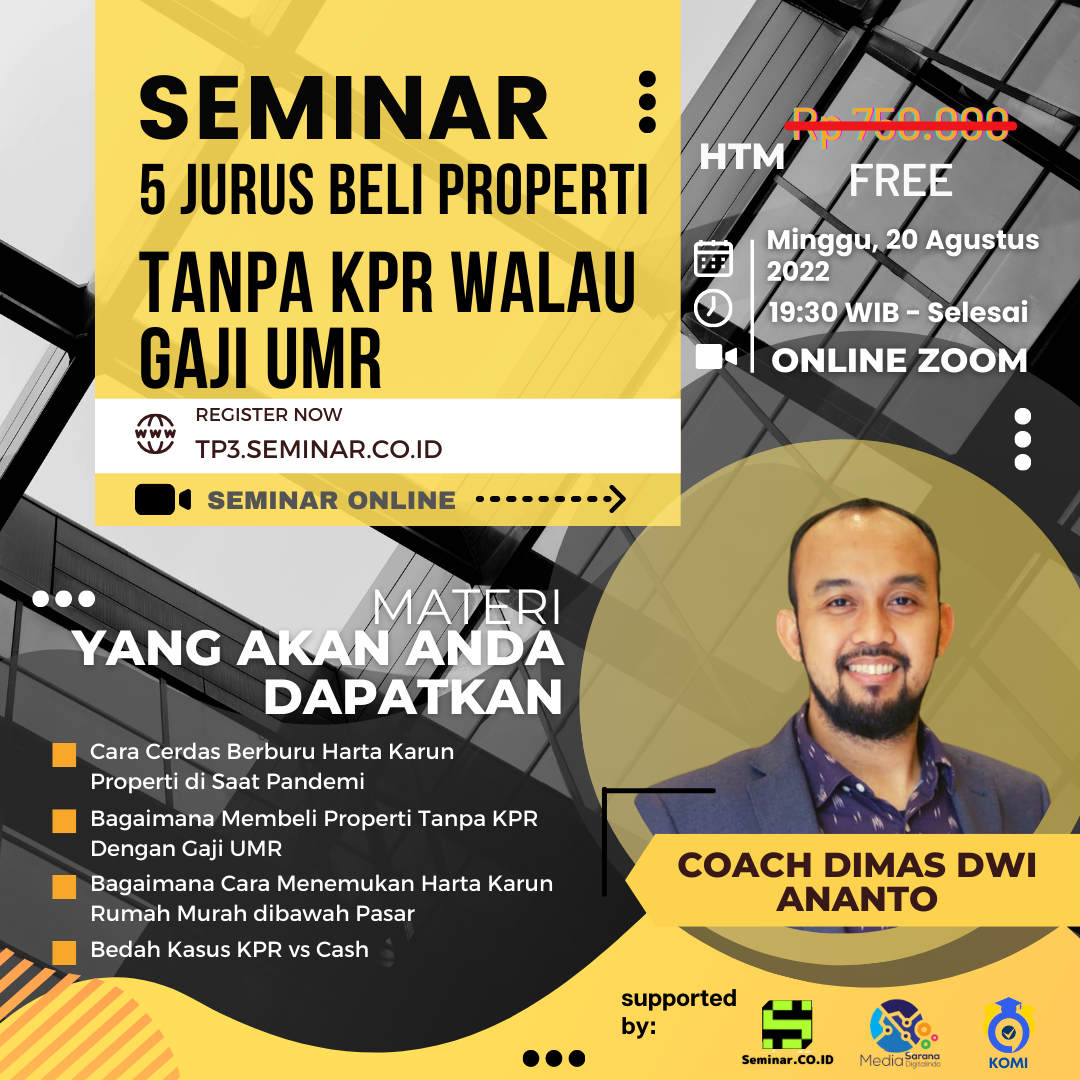 SEMINAR
5 JURUS BELI PROPERTI
TANPA KPR WALAU
GAJI UMR
REGISTER NOW
TP3.SEMINAR.CO.ID
SEMINAR ONLINE
HTM
Rp 750.000
FREE
Minggu, 20 Agustus
2022
19:30 WIB - Selesai
ONLINE ZOOM
MATERI
YANG AKAN ANDA
DAPATKAN
Cara Cerdas Berburu Harta Karun
Properti di Saat Pandemi
Bagaimana Membeli Properti Tanpa KPR
Dengan Gaji UMR
Bagaimana Cara Menemukan Harta Karun
Rumah Murah dibawah Pasar
Bedah Kasus KPR vs Cash
COACH DIMAS DWI
ANANTO
supported
by:
Seminar.CO.ID
Media Sarana
Digitalindo
KOMI